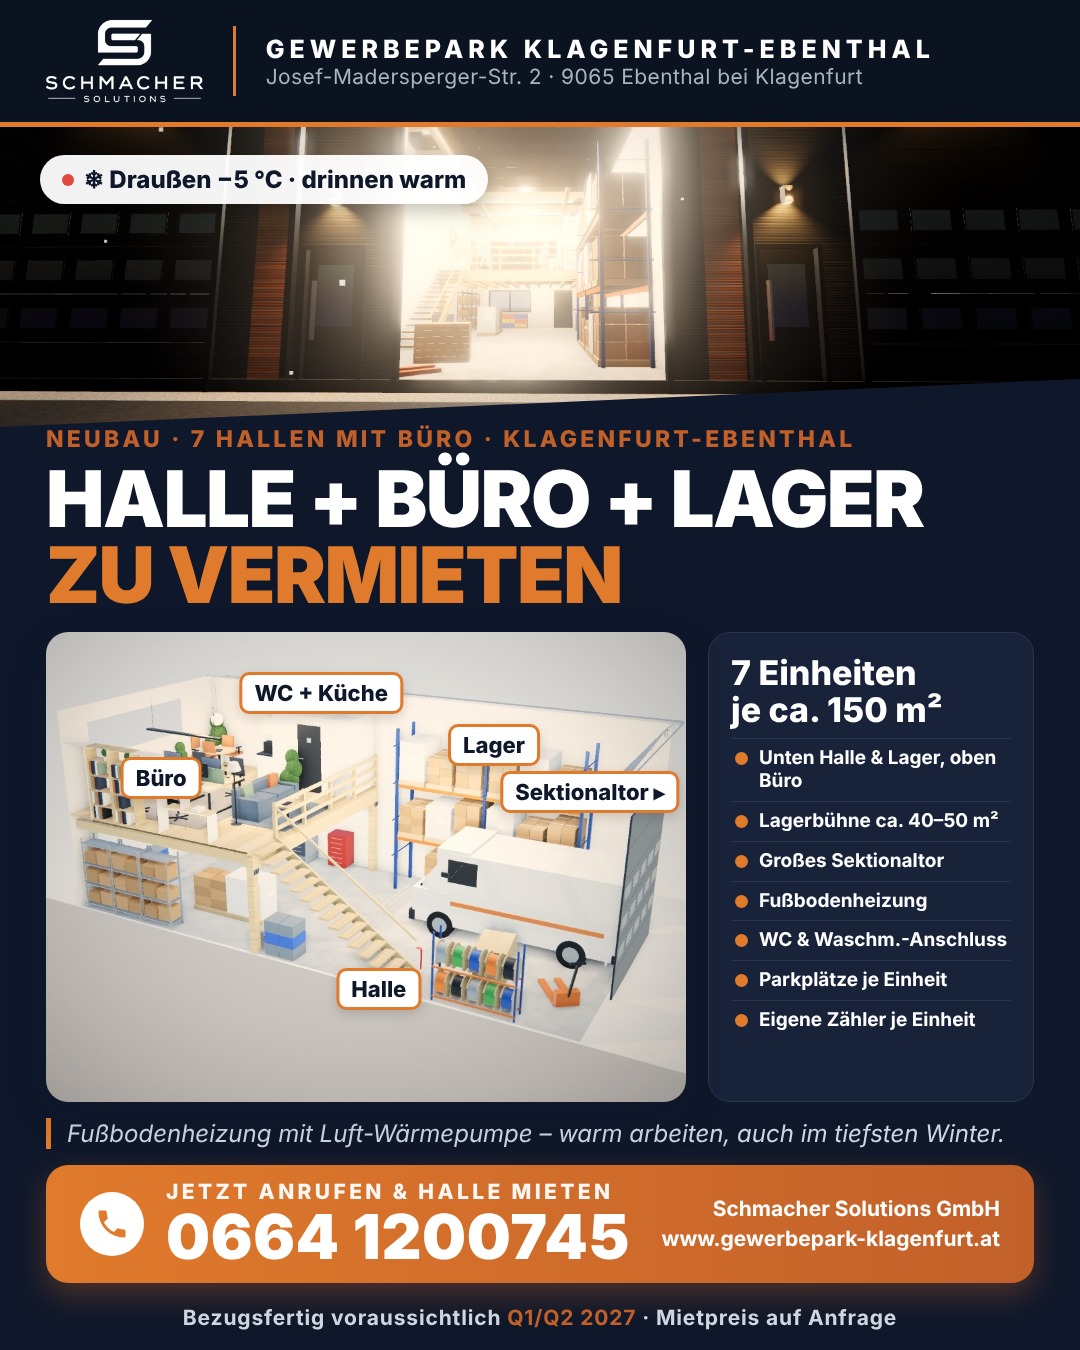 SCHMACHER
SOLUTIONS
GEWERBEPARK KLAGENFURT-EBENTHAL
Josef-Madersperger-Str. 2 · 9065 Ebenthal bei Klagenfurt
❄ Draußen −5 °C · drinnen warm
NEUBAU · 7 HALLEN MIT BÜRO · KLAGENFURT-EBENTHAL
HALLE + BÜRO + LAGER
ZU VERMIETEN
WC + Küche
Lager
Büro
Sektionaltor ▸
Halle
7 Einheiten
je ca. 150 m²
Unten Halle & Lager, oben
Büro
Lagerbühne ca. 40–50 m²
Großes Sektionaltor
Fußbodenheizung
WC & Waschm.-Anschluss
Parkplätze je Einheit
Eigene Zähler je Einheit
Fußbodenheizung mit Luft-Wärmepumpe – warm arbeiten, auch im tiefsten Winter.
JETZT ANRUFEN & HALLE MIETEN
0664 1200745
Schmacher Solutions GmbH
www.gewerbepark-klagenfurt.at
Bezugsfertig voraussichtlich Q1/Q2 2027 · Mietpreis auf Anfrage